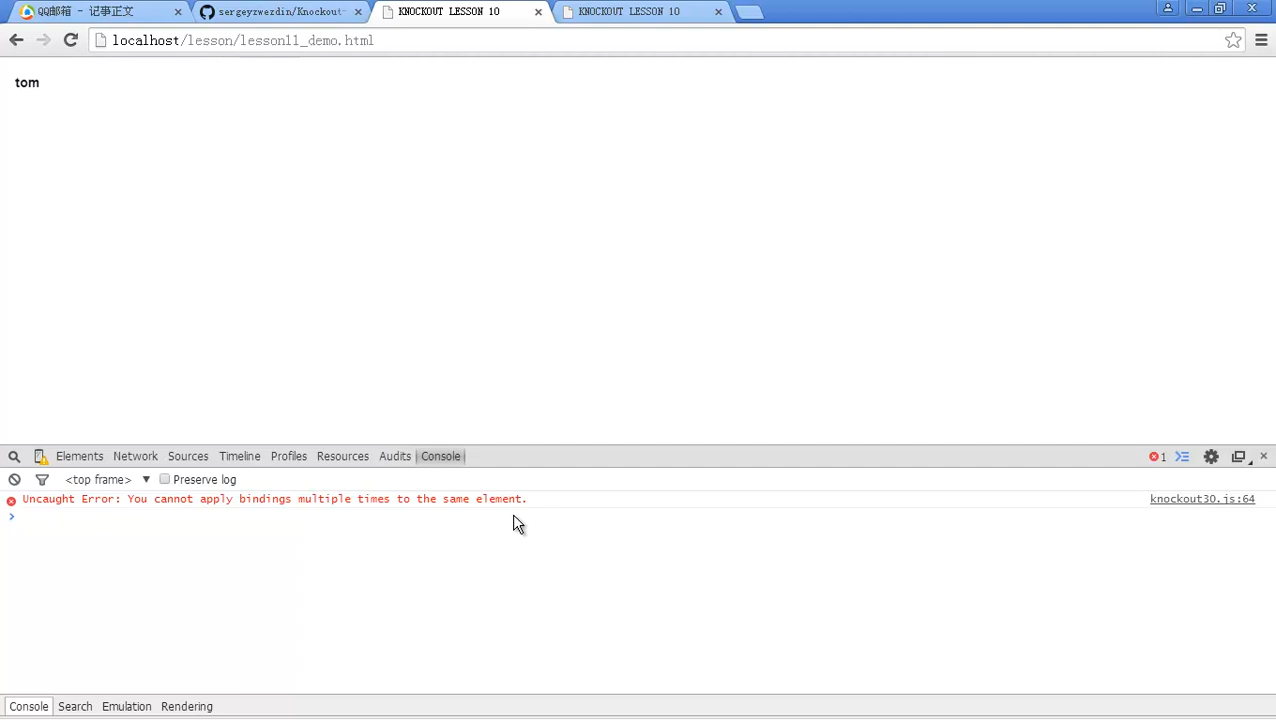 QQ邮箱 - 记事正文
sergeyzwezdin/Knockout-
KNOCKOUT LESSON 10
KNOCKOUT LESSON 10
localhost/lesson/lesson11_demo.html
tom
Elements Network Sources Timeline Profiles Resources Audits Console
1
<top frame> Preserve log
Uncaught Error: You cannot apply bindings multiple times to the same element. knockout30.js:64
Console Search Emulation Rendering